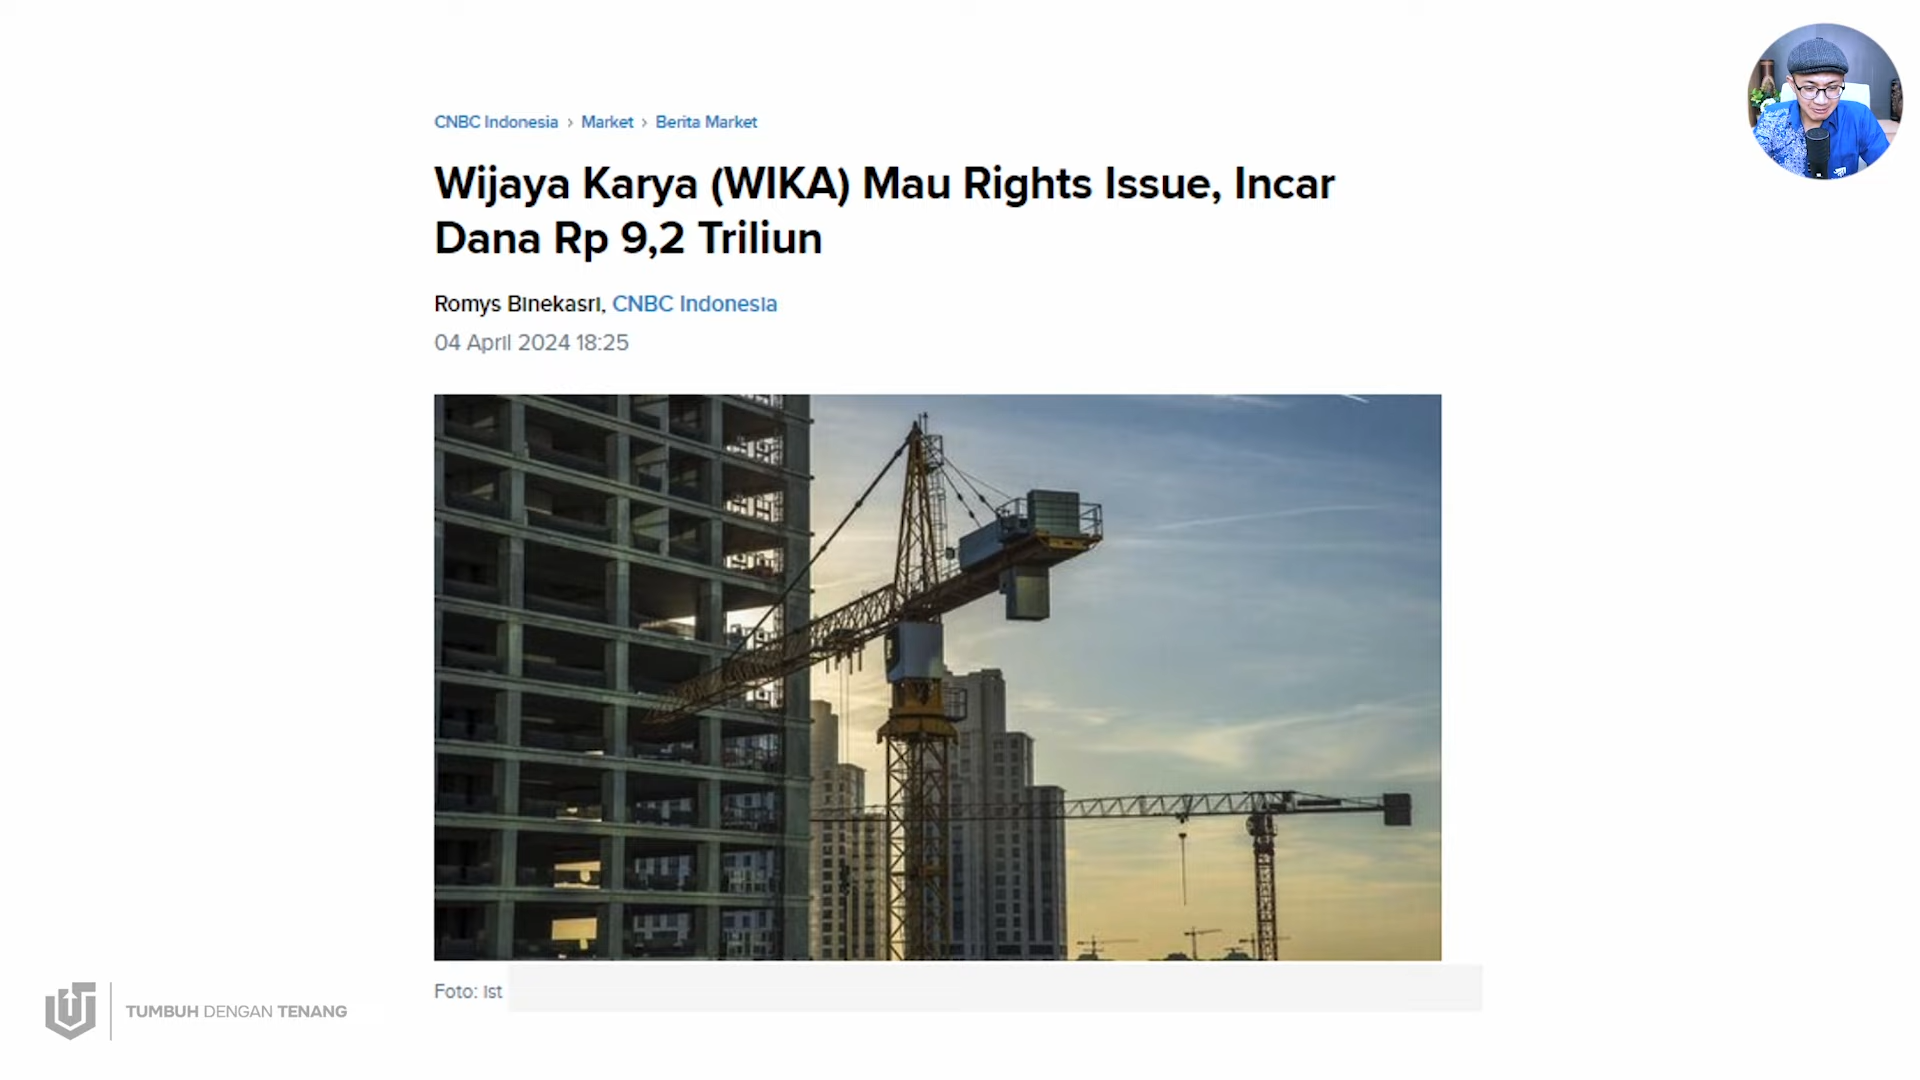 CNBC Indonesia > Market > Berita Market
Wijaya Karya (WIKA) Mau Rights Issue, Incar
Dana Rp 9,2 Triliun
Romys Binekasri, CNBC Indonesia
04 April 2024 18:25
Foto: Ist
TUMBUH DENGAN TENANG